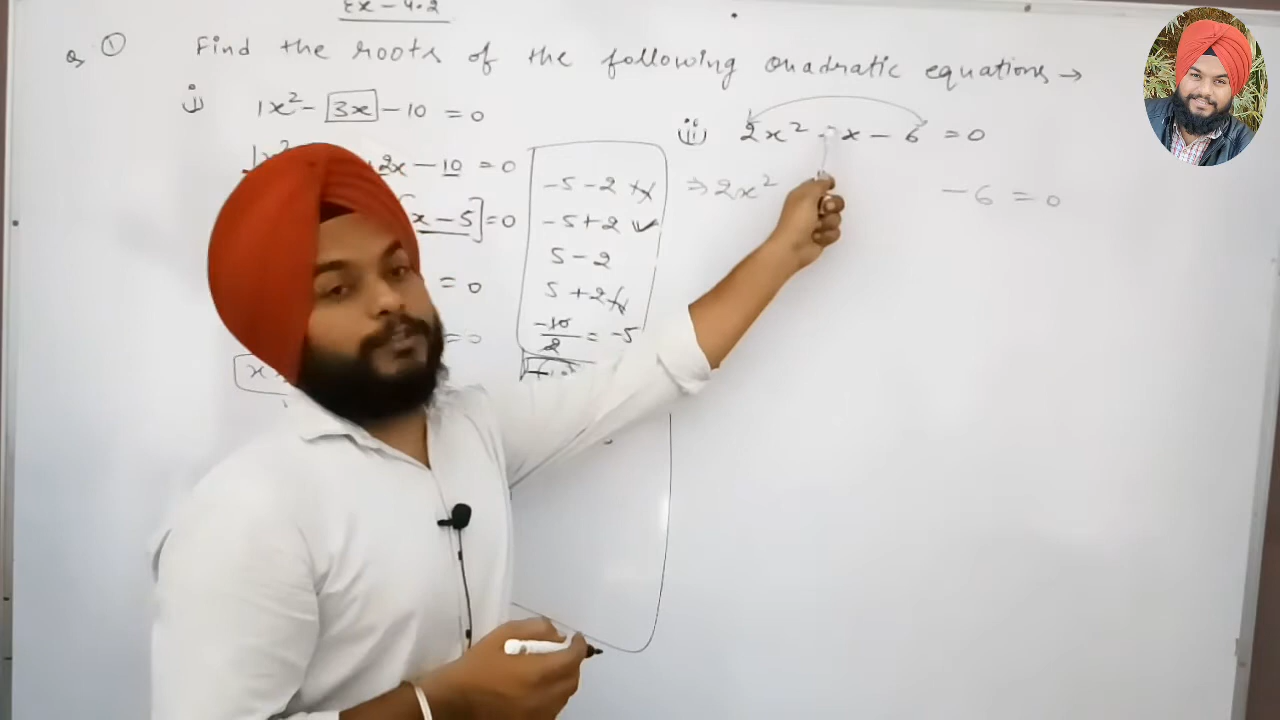 Ex - 4.2
Q ① Find the roots of the following quadratic equations →
i) 1x² - 3x - 10 = 0
+2x - 10 = 0
x - 5] = 0
= 0
= 0
x
-5 - 2 ×
-5 + 2 ✓
5 - 2
5 + 2 ×
-10/2 = -5
ii) 2x² x - 6 = 0
⇒ 2x² - 6 = 0